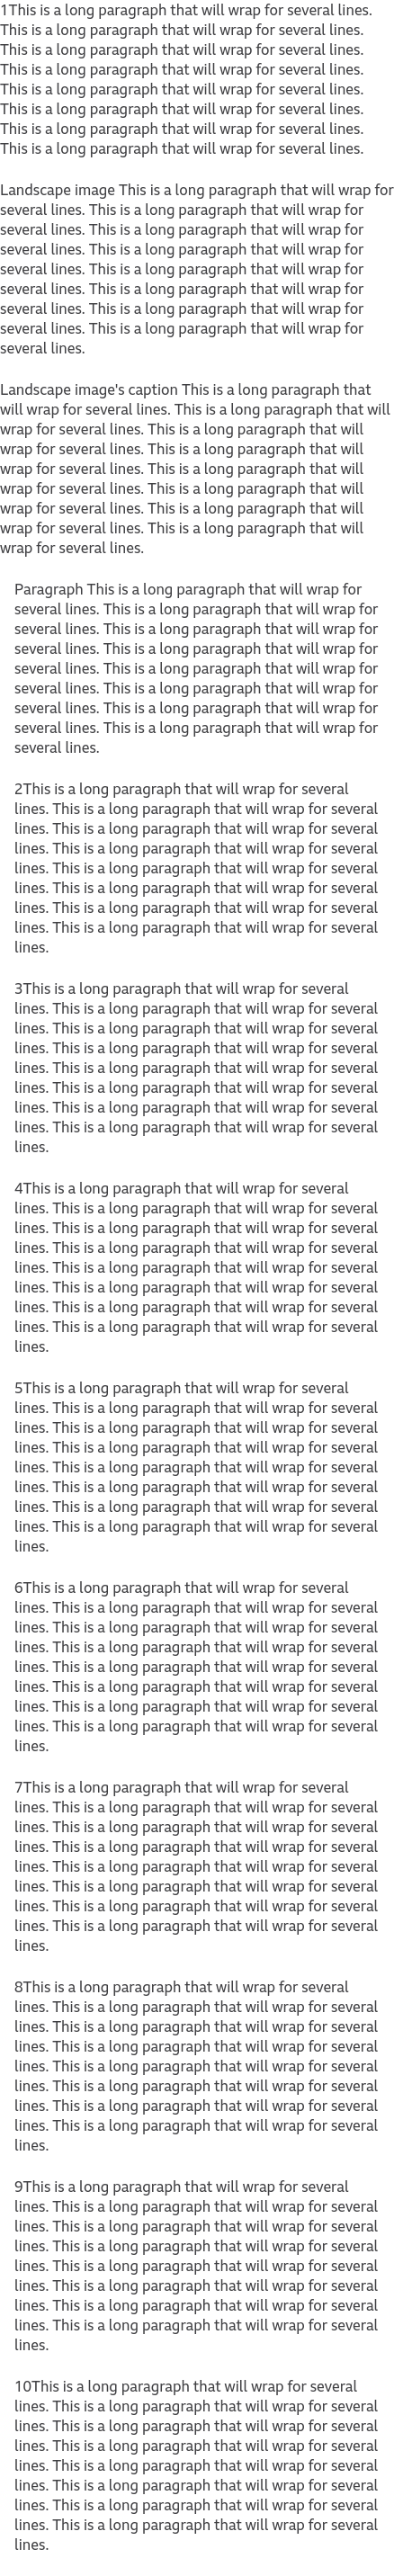 1This is a long paragraph that will wrap for several lines.
This is a long paragraph that will wrap for several lines.
This is a long paragraph that will wrap for several lines.
This is a long paragraph that will wrap for several lines.
This is a long paragraph that will wrap for several lines.
This is a long paragraph that will wrap for several lines.
This is a long paragraph that will wrap for several lines.
This is a long paragraph that will wrap for several lines.
Landscape image This is a long paragraph that will wrap for
several lines. This is a long paragraph that will wrap for
several lines. This is a long paragraph that will wrap for
several lines. This is a long paragraph that will wrap for
several lines. This is a long paragraph that will wrap for
several lines. This is a long paragraph that will wrap for
several lines. This is a long paragraph that will wrap for
several lines. This is a long paragraph that will wrap for
several lines.
Landscape image's caption This is a long paragraph that
will wrap for several lines. This is a long paragraph that will
wrap for several lines. This is a long paragraph that will
wrap for several lines. This is a long paragraph that will
wrap for several lines. This is a long paragraph that will
wrap for several lines. This is a long paragraph that will
wrap for several lines. This is a long paragraph that will
wrap for several lines. This is a long paragraph that will
wrap for several lines.
Paragraph This is a long paragraph that will wrap for
several lines. This is a long paragraph that will wrap for
several lines. This is a long paragraph that will wrap for
several lines. This is a long paragraph that will wrap for
several lines. This is a long paragraph that will wrap for
several lines. This is a long paragraph that will wrap for
several lines. This is a long paragraph that will wrap for
several lines. This is a long paragraph that will wrap for
several lines.
2This is a long paragraph that will wrap for several
lines. This is a long paragraph that will wrap for several
lines. This is a long paragraph that will wrap for several
lines. This is a long paragraph that will wrap for several
lines. This is a long paragraph that will wrap for several
lines. This is a long paragraph that will wrap for several
lines. This is a long paragraph that will wrap for several
lines. This is a long paragraph that will wrap for several
lines.
3This is a long paragraph that will wrap for several
lines. This is a long paragraph that will wrap for several
lines. This is a long paragraph that will wrap for several
lines. This is a long paragraph that will wrap for several
lines. This is a long paragraph that will wrap for several
lines. This is a long paragraph that will wrap for several
lines. This is a long paragraph that will wrap for several
lines. This is a long paragraph that will wrap for several
lines.
4This is a long paragraph that will wrap for several
lines. This is a long paragraph that will wrap for several
lines. This is a long paragraph that will wrap for several
lines. This is a long paragraph that will wrap for several
lines. This is a long paragraph that will wrap for several
lines. This is a long paragraph that will wrap for several
lines. This is a long paragraph that will wrap for several
lines. This is a long paragraph that will wrap for several
lines.
5This is a long paragraph that will wrap for several
lines. This is a long paragraph that will wrap for several
lines. This is a long paragraph that will wrap for several
lines. This is a long paragraph that will wrap for several
lines. This is a long paragraph that will wrap for several
lines. This is a long paragraph that will wrap for several
lines. This is a long paragraph that will wrap for several
lines. This is a long paragraph that will wrap for several
lines.
6This is a long paragraph that will wrap for several
lines. This is a long paragraph that will wrap for several
lines. This is a long paragraph that will wrap for several
lines. This is a long paragraph that will wrap for several
lines. This is a long paragraph that will wrap for several
lines. This is a long paragraph that will wrap for several
lines. This is a long paragraph that will wrap for several
lines. This is a long paragraph that will wrap for several
lines.
7This is a long paragraph that will wrap for several
lines. This is a long paragraph that will wrap for several
lines. This is a long paragraph that will wrap for several
lines. This is a long paragraph that will wrap for several
lines. This is a long paragraph that will wrap for several
lines. This is a long paragraph that will wrap for several
lines. This is a long paragraph that will wrap for several
lines. This is a long paragraph that will wrap for several
lines.
8This is a long paragraph that will wrap for several
lines. This is a long paragraph that will wrap for several
lines. This is a long paragraph that will wrap for several
lines. This is a long paragraph that will wrap for several
lines. This is a long paragraph that will wrap for several
lines. This is a long paragraph that will wrap for several
lines. This is a long paragraph that will wrap for several
lines. This is a long paragraph that will wrap for several
lines.
9This is a long paragraph that will wrap for several
lines. This is a long paragraph that will wrap for several
lines. This is a long paragraph that will wrap for several
lines. This is a long paragraph that will wrap for several
lines. This is a long paragraph that will wrap for several
lines. This is a long paragraph that will wrap for several
lines. This is a long paragraph that will wrap for several
lines. This is a long paragraph that will wrap for several
lines.
10This is a long paragraph that will wrap for several
lines. This is a long paragraph that will wrap for several
lines. This is a long paragraph that will wrap for several
lines. This is a long paragraph that will wrap for several
lines. This is a long paragraph that will wrap for several
lines. This is a long paragraph that will wrap for several
lines. This is a long paragraph that will wrap for several
lines. This is a long paragraph that will wrap for several
lines.